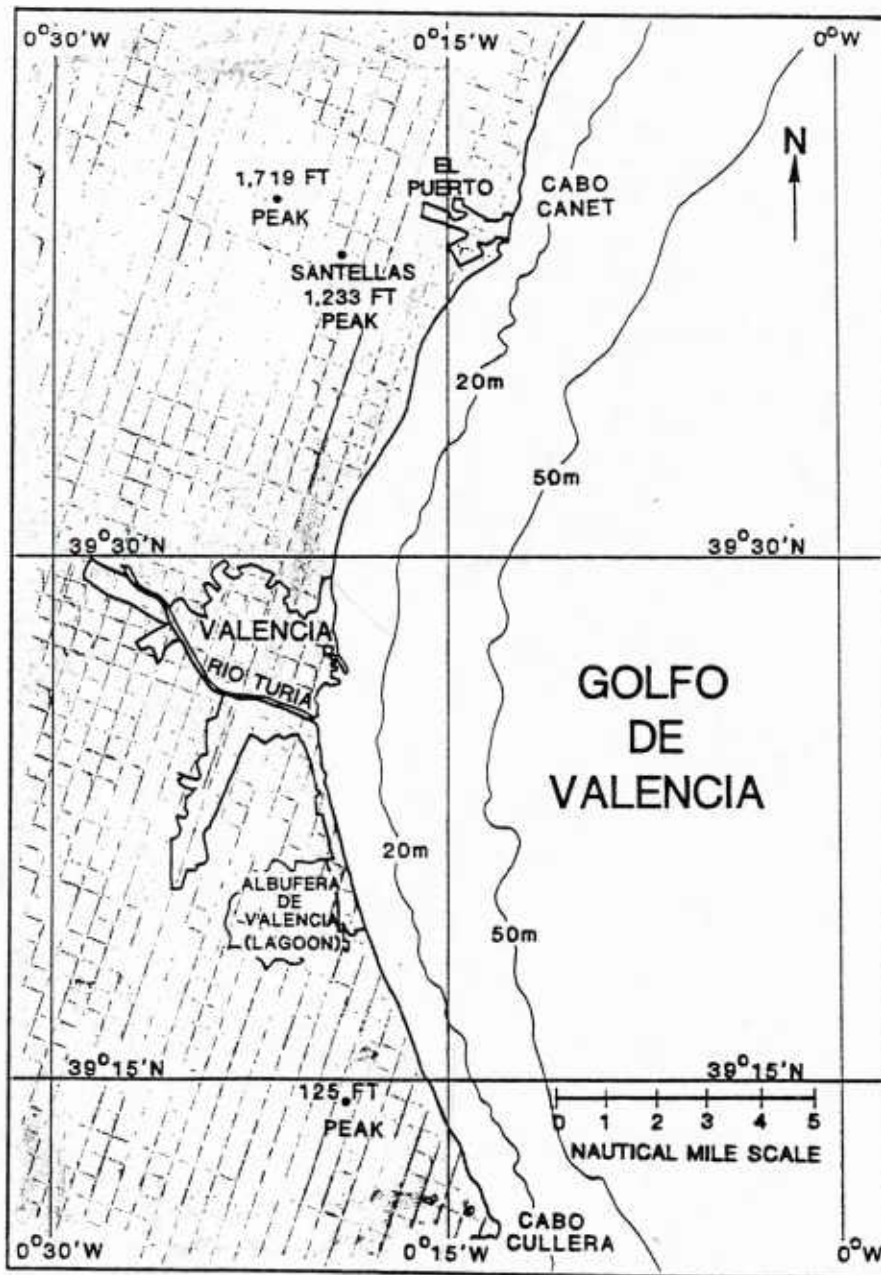 0°30'W
0°15'W
0°W
N
EL
PUERTO
CABO
CANET
1,719 FT
PEAK
SANTELLAS
1,233 FT
PEAK
20m
50m
39°30'N
39°30'N
VALENCIA
RIO TURIA
GOLFO
DE
VALENCIA
20m
ALBUFERA
DE
VALENCIA
(LAGOON)
50m
39°15'N
39°15'N
125 FT
PEAK
0 1 2 3 4 5
NAUTICAL MILE SCALE
CABO
CULLERA
0°30'W
0°15'W
0°W